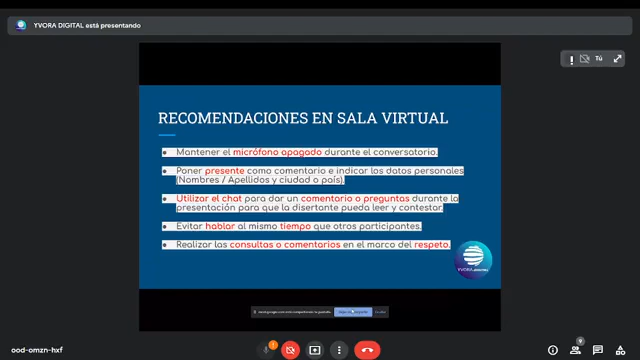 YVORA DIGITAL está presentando
Tú
RECOMENDACIONES EN SALA VIRTUAL
● Mantener el micrófono apagado durante el conversatorio.
● Poner presente como comentario e indicar los datos personales
(Nombres / Apellidos y ciudad o país).
● Utilizar el chat para dar un comentario o preguntas durante la
presentación para que la disertante pueda leer y contestar.
● Evitar hablar al mismo tiempo que otros participantes.
● Realizar las consultas o comentarios en el marco del respeto.
YVORA DIGITAL
ood-omzn-hxf
9